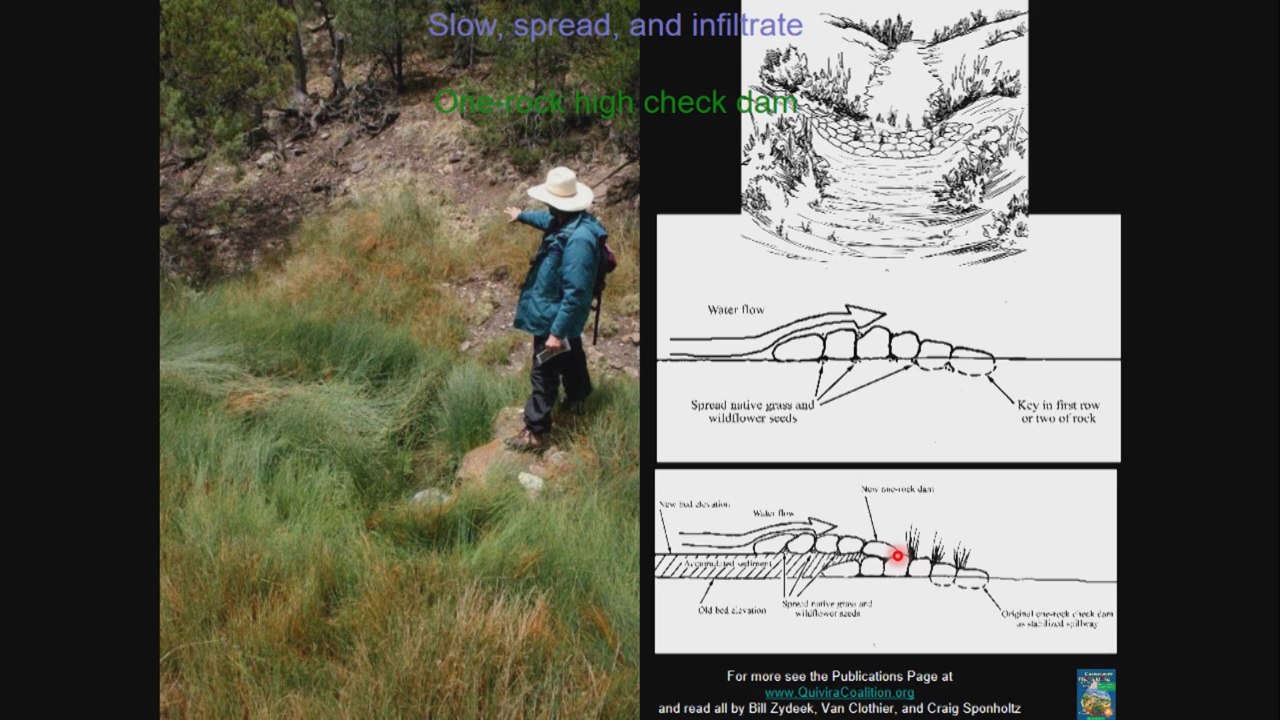 Slow, spread, and infiltrate
One-rock high check dam
Water flow
Spread native grass and
wildflower seeds
Key in first row
or two of rock
New one-rock dam
New bed elevation
Water flow
Accumulated sediment
Old bed elevation
Spread native grass and
wildflower seeds
Original one-rock check dam
as stabilized spillway
For more see the Publications Page at
www.QuiviraCoalition.org
and read all by Bill Zydeek, Van Clothier, and Craig Sponholtz